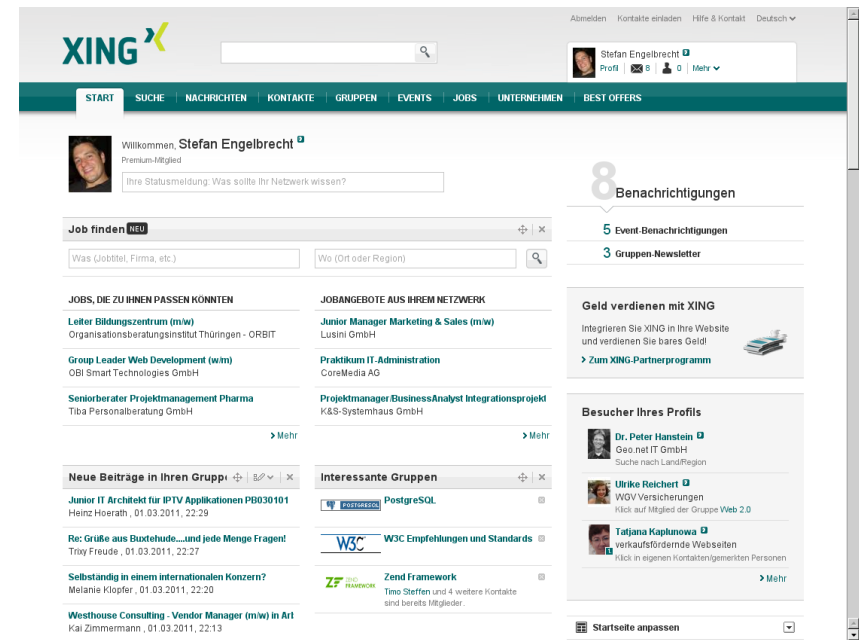 Abmelden Kontakte einladen Hilfe & Kontakt Deutsch
XING
Stefan Engelbrecht
Profil 8 0 Mehr
START SUCHE NACHRICHTEN KONTAKTE GRUPPEN EVENTS JOBS UNTERNEHMEN BEST OFFERS
Willkommen, Stefan Engelbrecht
Premium-Mitglied
Ihre Statusmeldung: Was sollte Ihr Netzwerk wissen?
8 Benachrichtigungen
5 Event-Benachrichtigungen
3 Gruppen-Newsletter
Job finden NEU
Was (Jobtitel, Firma, etc.)
Wo (Ort oder Region)
JOBS, DIE ZU IHNEN PASSEN KÖNNTEN
Leiter Bildungszentrum (m/w)
Organisationsberatungsinstitut Thüringen - ORBIT
Group Leader Web Development (w/m)
OBI Smart Technologies GmbH
Seniorberater Projektmanagement Pharma
Tiba Personalberatung GmbH
Mehr
JOBANGEBOTE AUS IHREM NETZWERK
Junior Manager Marketing & Sales (m/w)
Lusini GmbH
Praktikum IT-Administration
CoreMedia AG
Projektmanager/BusinessAnalyst Integrationsprojekt
K&S-Systemhaus GmbH
Mehr
Geld verdienen mit XING
Integrieren Sie XING in Ihre Website
und verdienen Sie bares Geld!
Zum XING-Partnerprogramm
Besucher Ihres Profils
Dr. Peter Hanstein
Geo.net IT GmbH
Suche nach Land/Region
Ulrike Reichert
WGV Versicherungen
Klick auf Mitglied der Gruppe Web 2.0
Tatjana Kaplunowa
verkaufsfördernde Webseiten
Klick in eigenen Kontakten/gemerkten Personen
Mehr
Neue Beiträge in Ihren Grupp
Junior IT Architekt für IPTV Applikationen PB030101
Heinz Hoerath , 01.03.2011, 22:29
Re: Grüße aus Buxtehude....und jede Menge Fragen!
Trixy Freude , 01.03.2011, 22:27
Selbständig in einem internationalen Konzern?
Melanie Klopfer , 01.03.2011, 22:20
Westhouse Consulting - Vendor Manager (m/w) in Art
Kai Zimmermann , 01.03.2011, 22:13
Interessante Gruppen
POSTGRESQL
PostgreSQL
W3C
W3C Empfehlungen und Standards
ZF ZEND FRAMEWORK
Zend Framework
Timo Steffen und 4 weitere Kontakte
sind bereits Mitglieder.
Startseite anpassen